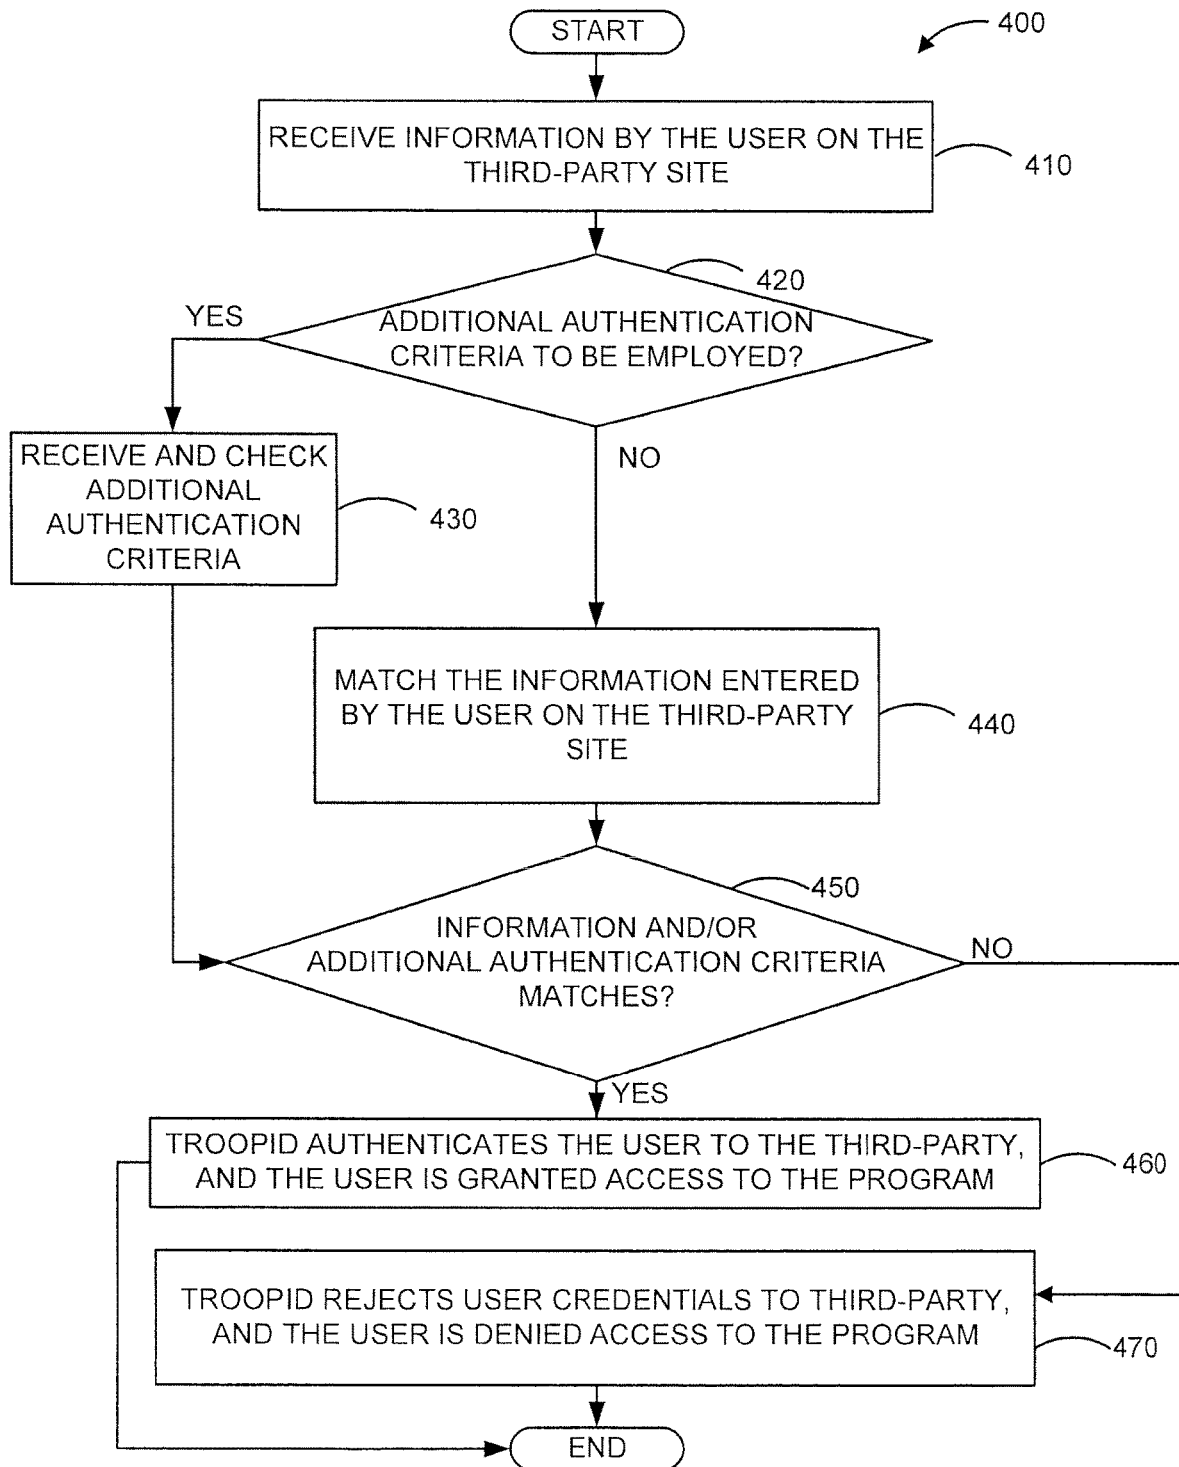 START
400
RECEIVE INFORMATION BY THE USER ON THE
THIRD-PARTY SITE
410
420
YES
ADDITIONAL AUTHENTICATION
CRITERIA TO BE EMPLOYED?
RECEIVE AND CHECK
ADDITIONAL
AUTHENTICATION
CRITERIA
430
NO
MATCH THE INFORMATION ENTERED
BY THE USER ON THE THIRD-PARTY
SITE
440
450
INFORMATION AND/OR
ADDITIONAL AUTHENTICATION CRITERIA
MATCHES?
NO
YES
TROOPID AUTHENTICATES THE USER TO THE THIRD-PARTY,
AND THE USER IS GRANTED ACCESS TO THE PROGRAM
460
TROOPID REJECTS USER CREDENTIALS TO THIRD-PARTY,
AND THE USER IS DENIED ACCESS TO THE PROGRAM
470
END